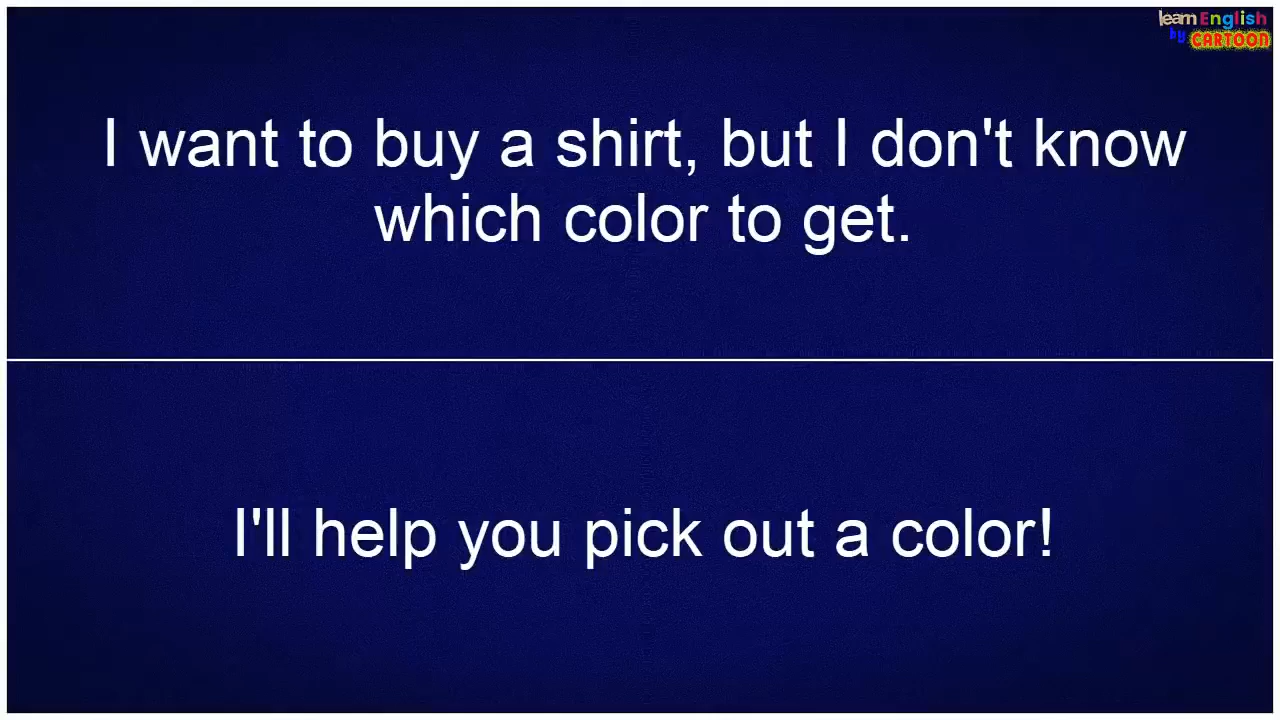 learn English
by CARTOON
I want to buy a shirt, but I don't know
which color to get.
I'll help you pick out a color!